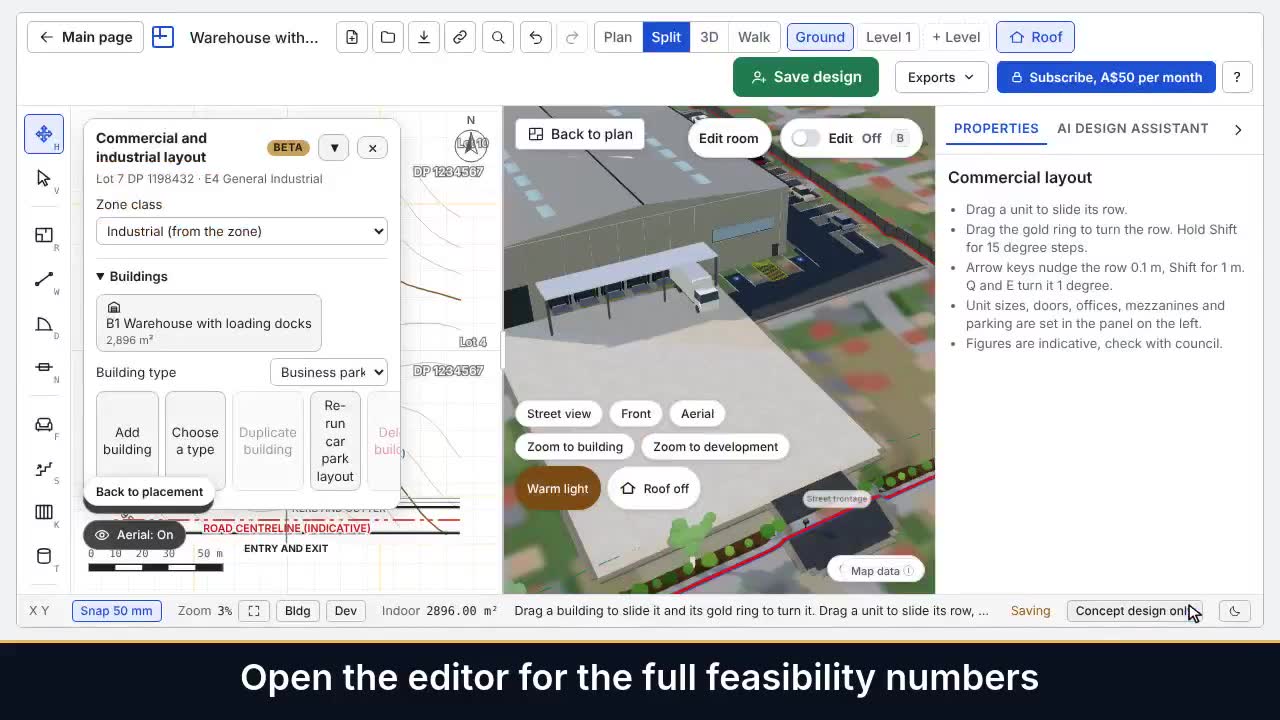 Main page
Warehouse with...
Plan
Split
3D
Walk
Ground
Level 1
+ Level
Roof
Save design
Exports
Subscribe, A$50 per month
?
H
V
R
W
D
N
F
S
K
T
Commercial and
industrial layout
BETA
Lot 7 DP 1198432 · E4 General Industrial
Zone class
Industrial (from the zone)
Buildings
B1 Warehouse with loading docks
2,896 m²
Building type
Business park
Add
building
Choose
a type
Duplicate
building
Re-
run
car
park
layout
Back to placement
Aerial: On
N
DP 1234567
Lot 4
DP 1234567
KERB AND GUTTER
ROAD CENTRELINE (INDICATIVE)
ENTRY AND EXIT
0 10 20 30 50 m
Back to plan
Edit room
Edit Off B
Street view
Front
Aerial
Zoom to building
Zoom to development
Warm light
Roof off
Street frontage
Map data
PROPERTIES
AI DESIGN ASSISTANT
Commercial layout
• Drag a unit to slide its row.
• Drag the gold ring to turn the row. Hold Shift
for 15 degree steps.
• Arrow keys nudge the row 0.1 m, Shift for 1 m.
Q and E turn it 1 degree.
• Unit sizes, doors, offices, mezzanines and
parking are set in the panel on the left.
• Figures are indicative, check with council.
X Y
Snap 50 mm
Zoom 3%
Bldg
Dev
Indoor 2896.00 m²
Drag a building to slide it and its gold ring to turn it. Drag a unit to slide its row, ...
Saving
Concept design only
Open the editor for the full feasibility numbers